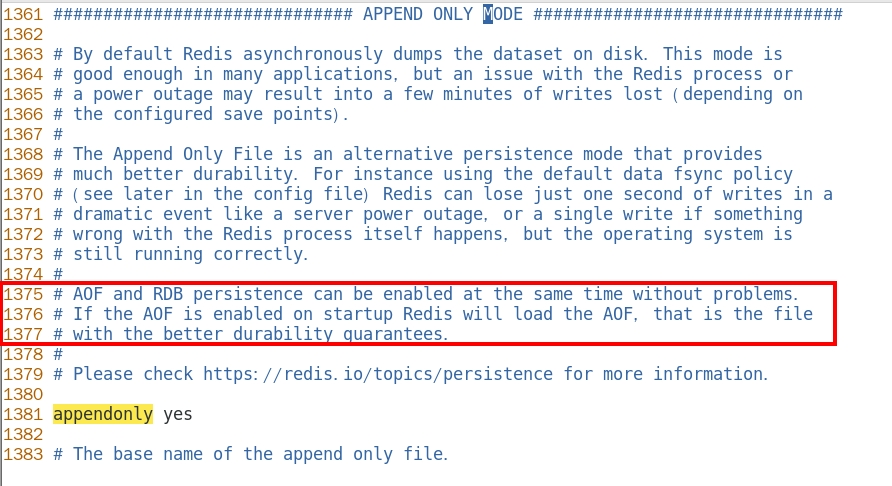 1361 ############################## APPEND ONLY MODE ###############################
1362
1363 # By default Redis asynchronously dumps the dataset on disk. This mode is
1364 # good enough in many applications, but an issue with the Redis process or
1365 # a power outage may result into a few minutes of writes lost (depending on
1366 # the configured save points).
1367 #
1368 # The Append Only File is an alternative persistence mode that provides
1369 # much better durability. For instance using the default data fsync policy
1370 # (see later in the config file) Redis can lose just one second of writes in a
1371 # dramatic event like a server power outage, or a single write if something
1372 # wrong with the Redis process itself happens, but the operating system is
1373 # still running correctly.
1374 #
1375 # AOF and RDB persistence can be enabled at the same time without problems.
1376 # If the AOF is enabled on startup Redis will load the AOF, that is the file
1377 # with the better durability guarantees.
1378 #
1379 # Please check https://redis.io/topics/persistence for more information.
1380
1381 appendonly yes
1382
1383 # The base name of the append only file.